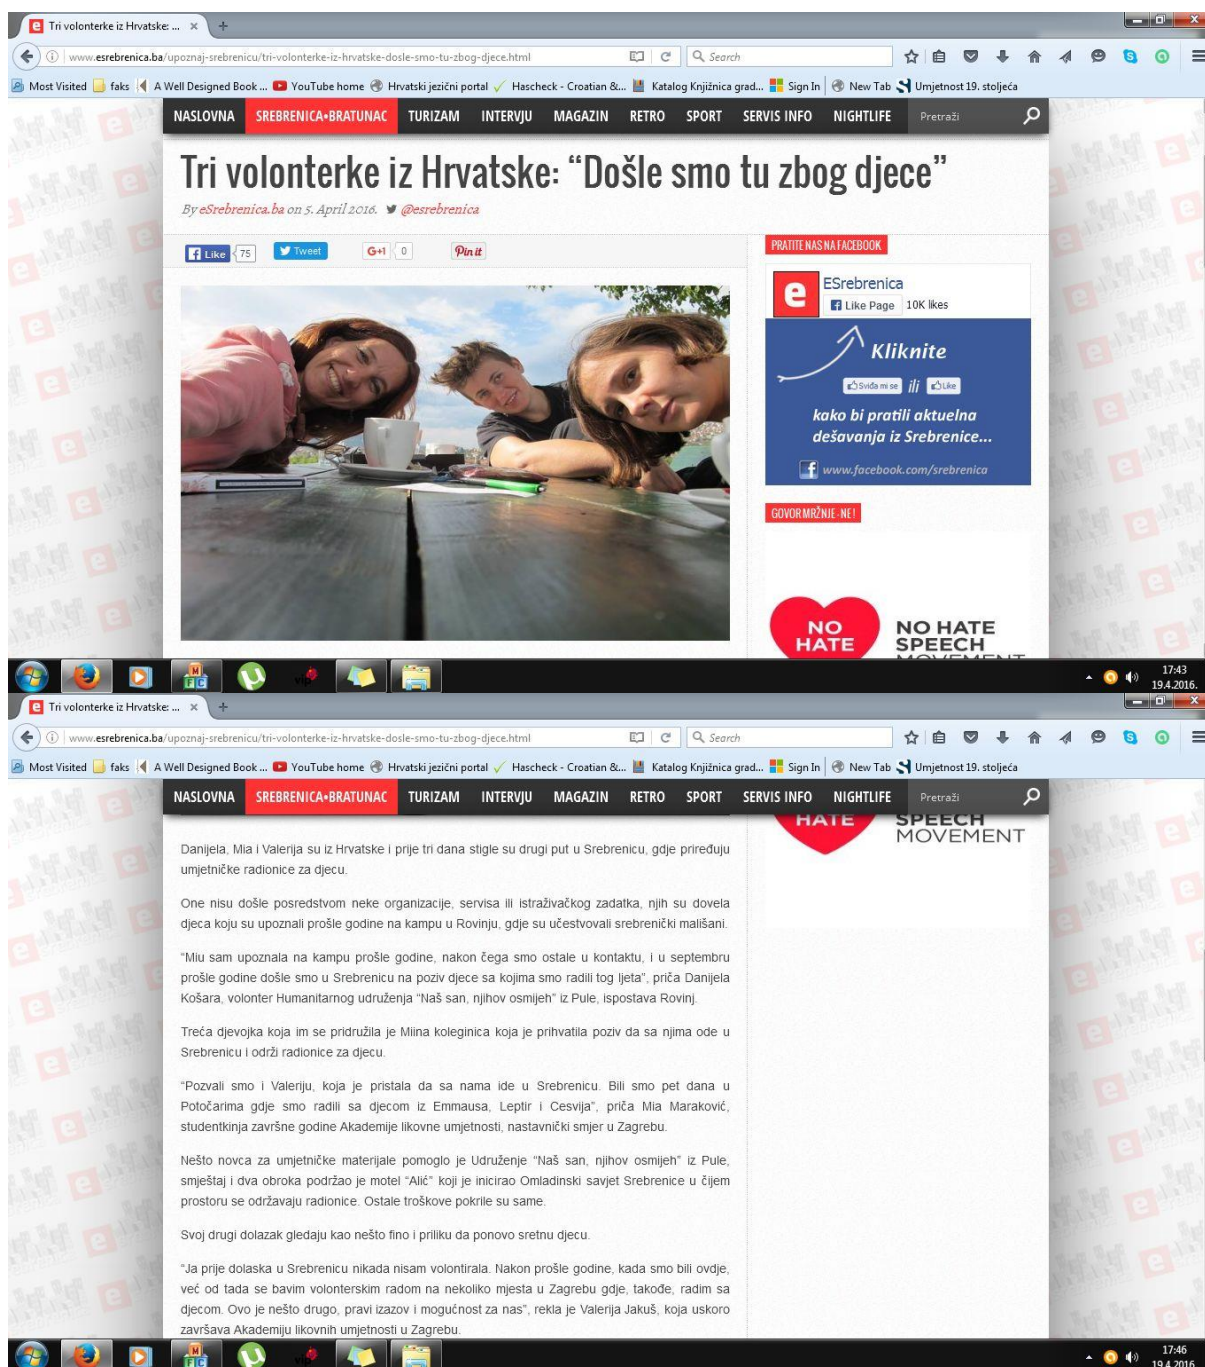 Tri volonterke iz Hrvatske: ...
www.esrebrenica.ba/upoznaj-srebrenicu/tri-volonterke-iz-hrvatske-dosle-smo-tu-zbog-djece.html
Search
Most Visited faks A Well Designed Book ... YouTube home Hrvatski jezični portal Hascheck - Croatian &... Katalog Knjižnica grad... Sign In New Tab Umjetnost 19. stoljeća
NASLOVNA SREBRENICA•BRATUNAC TURIZAM INTERVJU MAGAZIN RETRO SPORT SERVIS INFO NIGHTLIFE Pretraži
Tri volonterke iz Hrvatske: “Došle smo tu zbog djece”
By eSrebrenica.ba on 5. April 2016. @esrebrenica
Like 75 Tweet G+1 0 Pin it
PRATITE NAS NA FACEBOOK
ESrebrenica
Like Page 10K likes
Kliknite
Sviđa mi se ili Like
kako bi pratili aktuelna
dešavanja iz Srebrenice...
www.facebook.com/srebrenica
GOVOR MRŽNJE - NE!
NO
HATE
NO HATE
SPEECH
MOVEMENT
vip
17:43
19.4.2016.
Tri volonterke iz Hrvatske: ...
www.esrebrenica.ba/upoznaj-srebrenicu/tri-volonterke-iz-hrvatske-dosle-smo-tu-zbog-djece.html
Search
Most Visited faks A Well Designed Book ... YouTube home Hrvatski jezični portal Hascheck - Croatian &... Katalog Knjižnica grad... Sign In New Tab Umjetnost 19. stoljeća
NASLOVNA SREBRENICA•BRATUNAC TURIZAM INTERVJU MAGAZIN RETRO SPORT SERVIS INFO NIGHTLIFE Pretraži
HATE
SPEECH
MOVEMENT
Danijela, Mia i Valerija su iz Hrvatske i prije tri dana stigle su drugi put u Srebrenicu, gdje priređuju
umjetničke radionice za djecu.
One nisu došle posredstvom neke organizacije, servisa ili istraživačkog zadatka, njih su dovela
djeca koju su upoznali prošle godine na kampu u Rovinju, gdje su učestvovali srebrenički mališani.
“Miu sam upoznala na kampu prošle godine, nakon čega smo ostale u kontaktu, i u septembru
prošle godine došle smo u Srebrenicu na poziv djece sa kojima smo radili tog ljeta”, priča Danijela
Košara, volonter Humanitarnog udruženja “Naš san, njihov osmijeh” iz Pule, ispostava Rovinj.
Treća djevojka koja im se pridružila je Miina koleginica koja je prihvatila poziv da sa njima ode u
Srebrenicu i održi radionice za djecu.
“Pozvali smo i Valeriju, koja je pristala da sa nama ide u Srebrenicu. Bili smo pet dana u
Potočarima gdje smo radili sa djecom iz Emmausa, Leptir i Cesvija”, priča Mia Maraković,
studentkinja završne godine Akademije likovne umjetnosti, nastavnički smjer u Zagrebu.
Nešto novca za umjetničke materijale pomoglo je Udruženje “Naš san, njihov osmijeh” iz Pule,
smještaj i dva obroka podržao je motel “Alić” koji je inicirao Omladinski savjet Srebrenice u čijem
prostoru se održavaju radionice. Ostale troškove pokrile su same.
Svoj drugi dolazak gledaju kao nešto fino i priliku da ponovo sretnu djecu.
“Ja prije dolaska u Srebrenicu nikada nisam volontirala. Nakon prošle godine, kada smo bili ovdje,
već od tada se bavim volonterskim radom na nekoliko mjesta u Zagrebu gdje, takođe, radim sa
djecom. Ovo je nešto drugo, pravi izazov i mogućnost za nas”, rekla je Valerija Jakuš, koja uskoro
završava Akademiju likovnih umjetnosti u Zagrebu.
vip
17:46
19.4.2016.